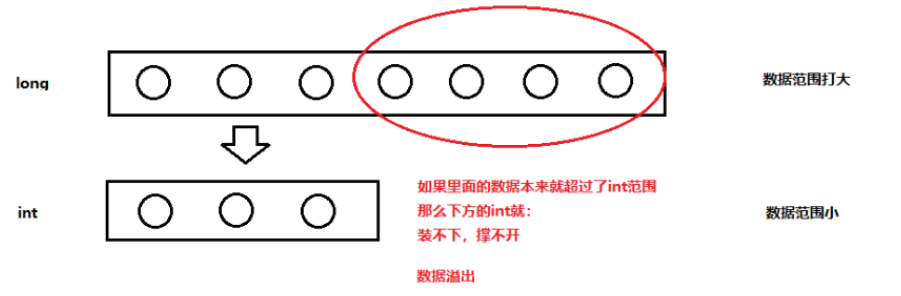 long
数据范围打大
如果里面的数据本来就超过了int范围
那么下方的int就：
装不下，撑不开
int
数据范围小
数据溢出